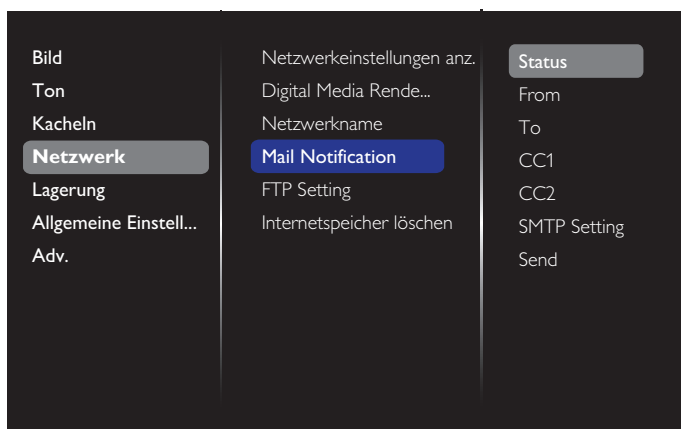 Bild
Ton
Kacheln
Netzwerk
Lagerung
Allgemeine Einstell...
Adv.
Netzwerkeinstellungen anz.
Digital Media Rende...
Netzwerkname
Mail Notification
FTP Setting
Internetspeicher löschen
Status
From
To
CC1
CC2
SMTP Setting
Send